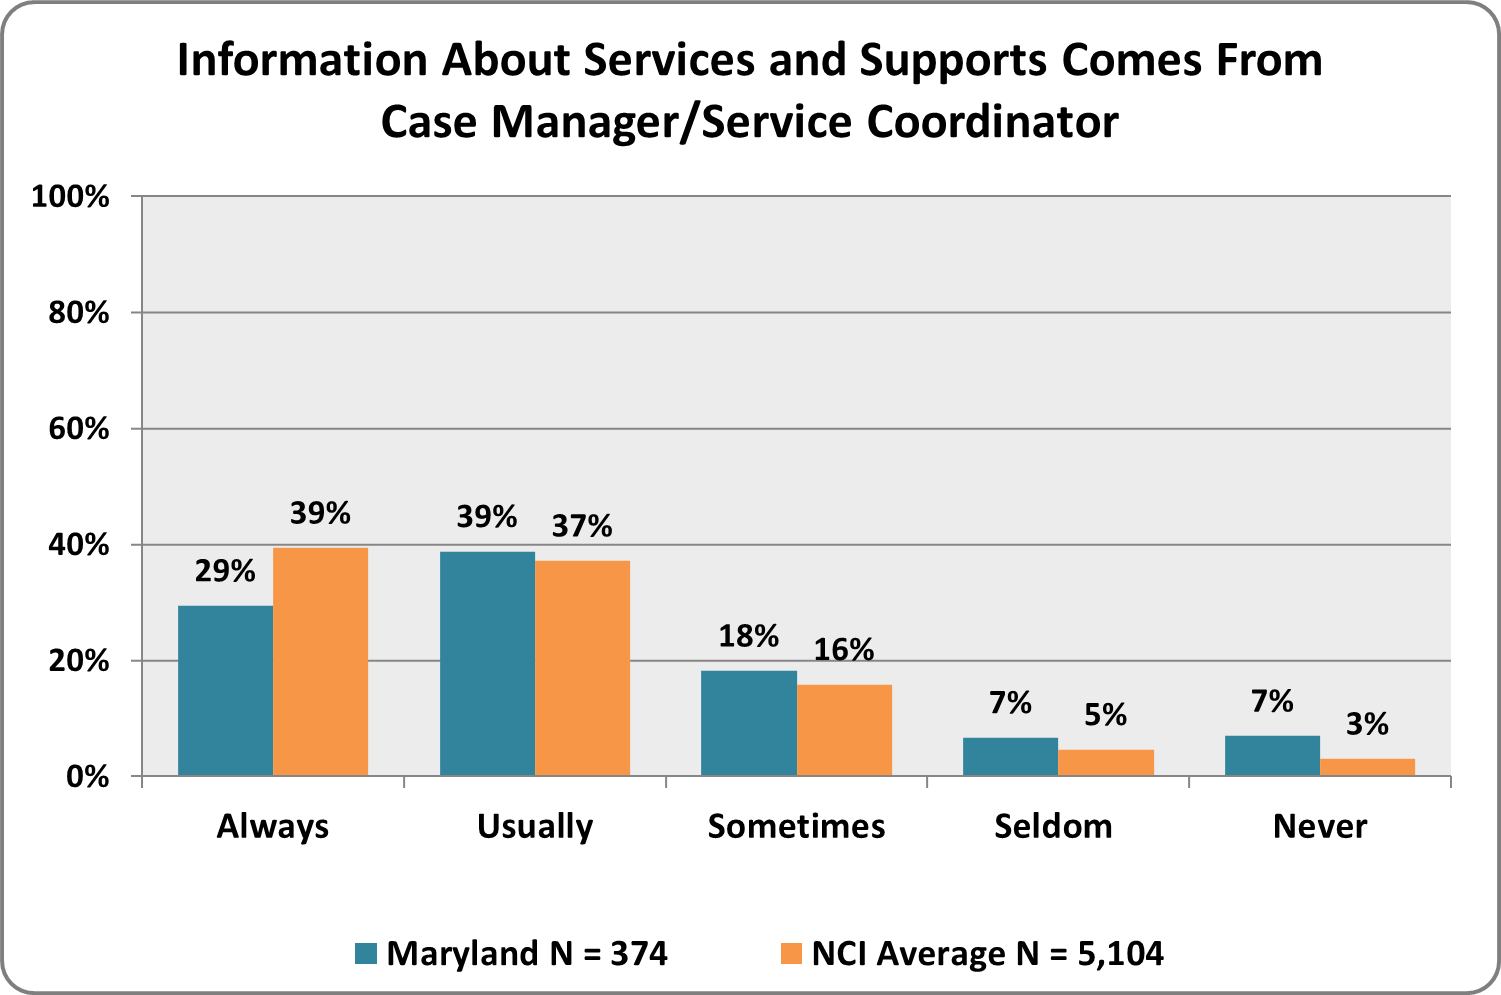 Information About Services and Supports Comes From
Case Manager/Service Coordinator
100%
80%
60%
40%
20%
0%
29%
39%
39%
37%
18%
16%
7%
5%
7%
3%
Always
Usually
Sometimes
Seldom
Never
Maryland N = 374
NCI Average N = 5,104